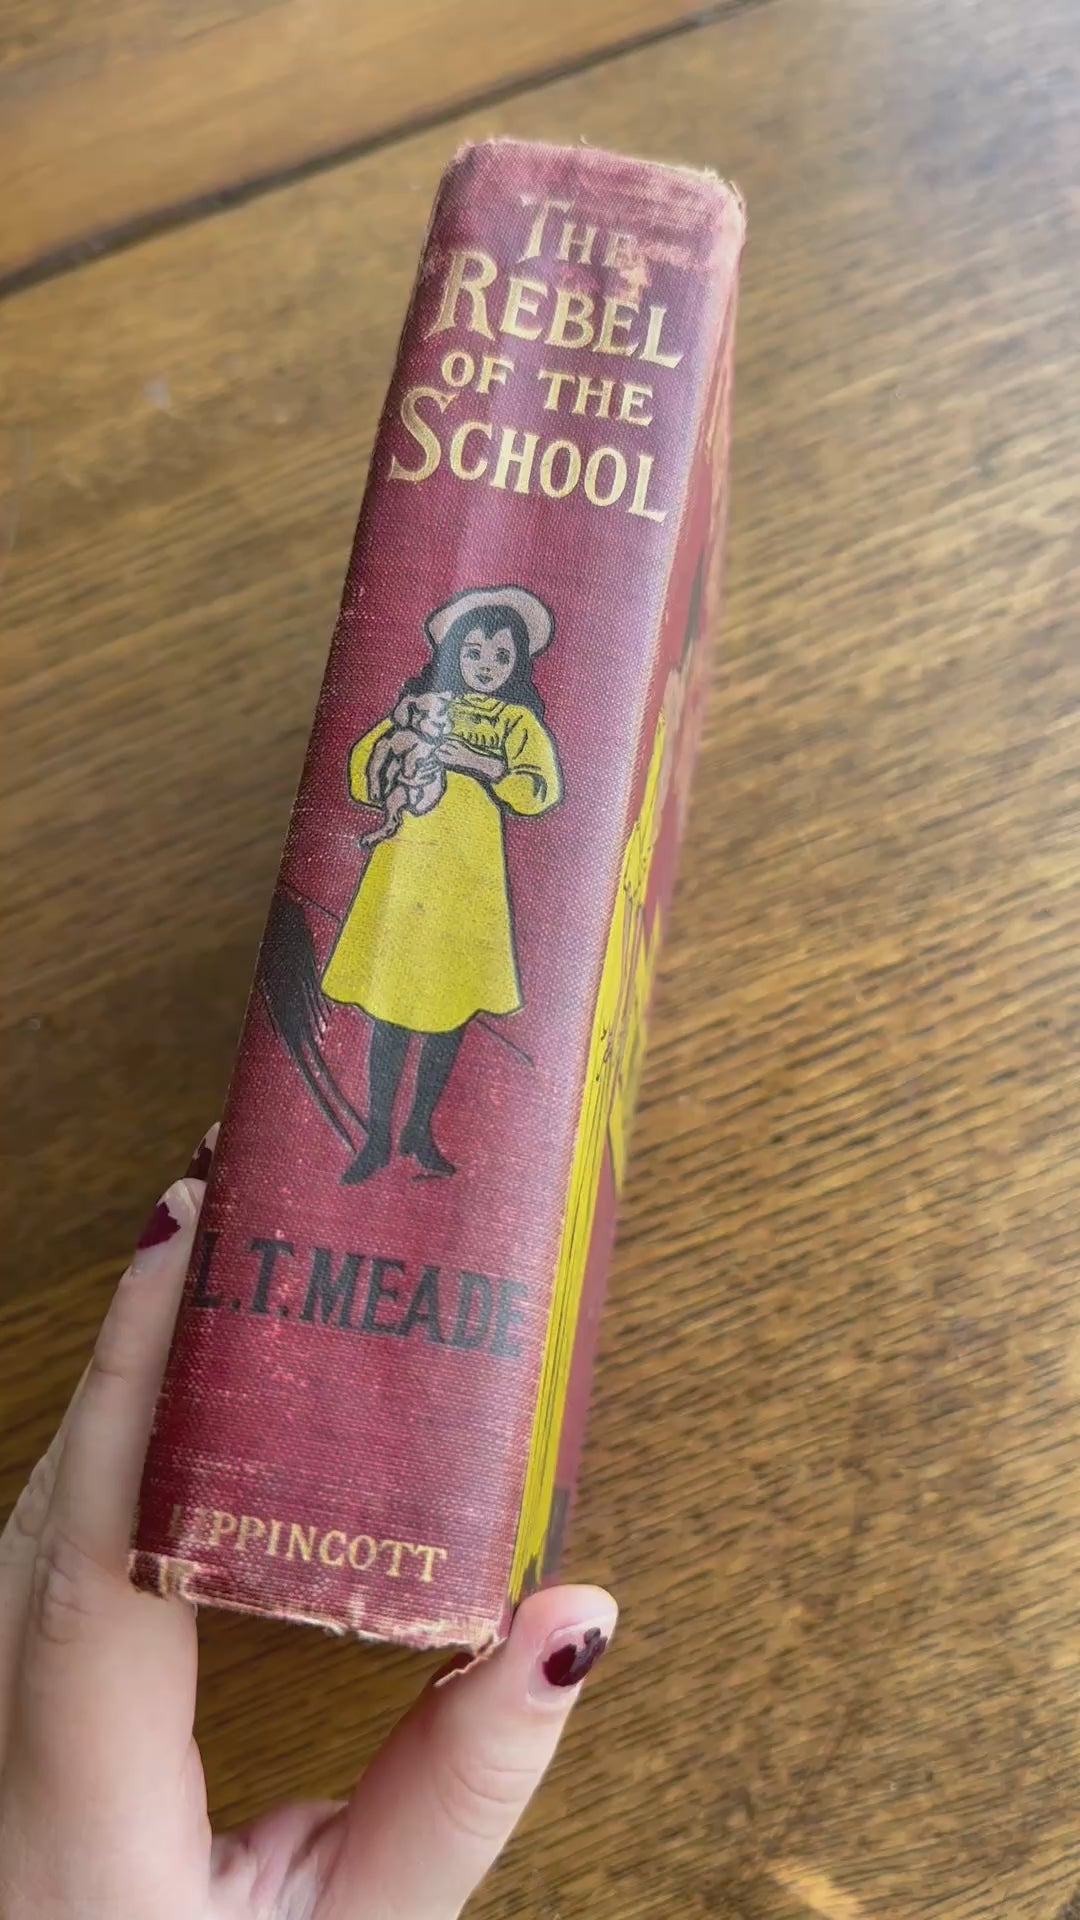 THE
REBEL
OF THE
SCHOOL
L.T. MEADE
LIPPINCOTT